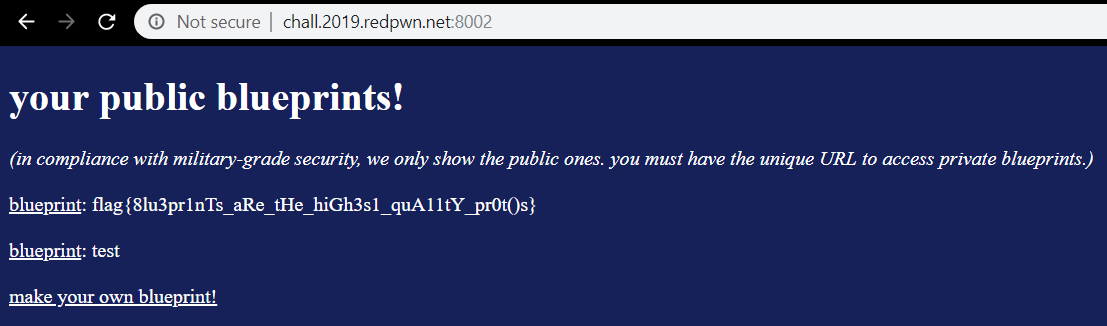 Not secure | chall.2019.redpwn.net:8002
your public blueprints!
(in compliance with military-grade security, we only show the public ones. you must have the unique URL to access private blueprints.)
blueprint: flag{8lu3pr1nTs_aRe_tHe_hiGh3s1_quA11tY_pr0t()s}
blueprint: test
make your own blueprint!